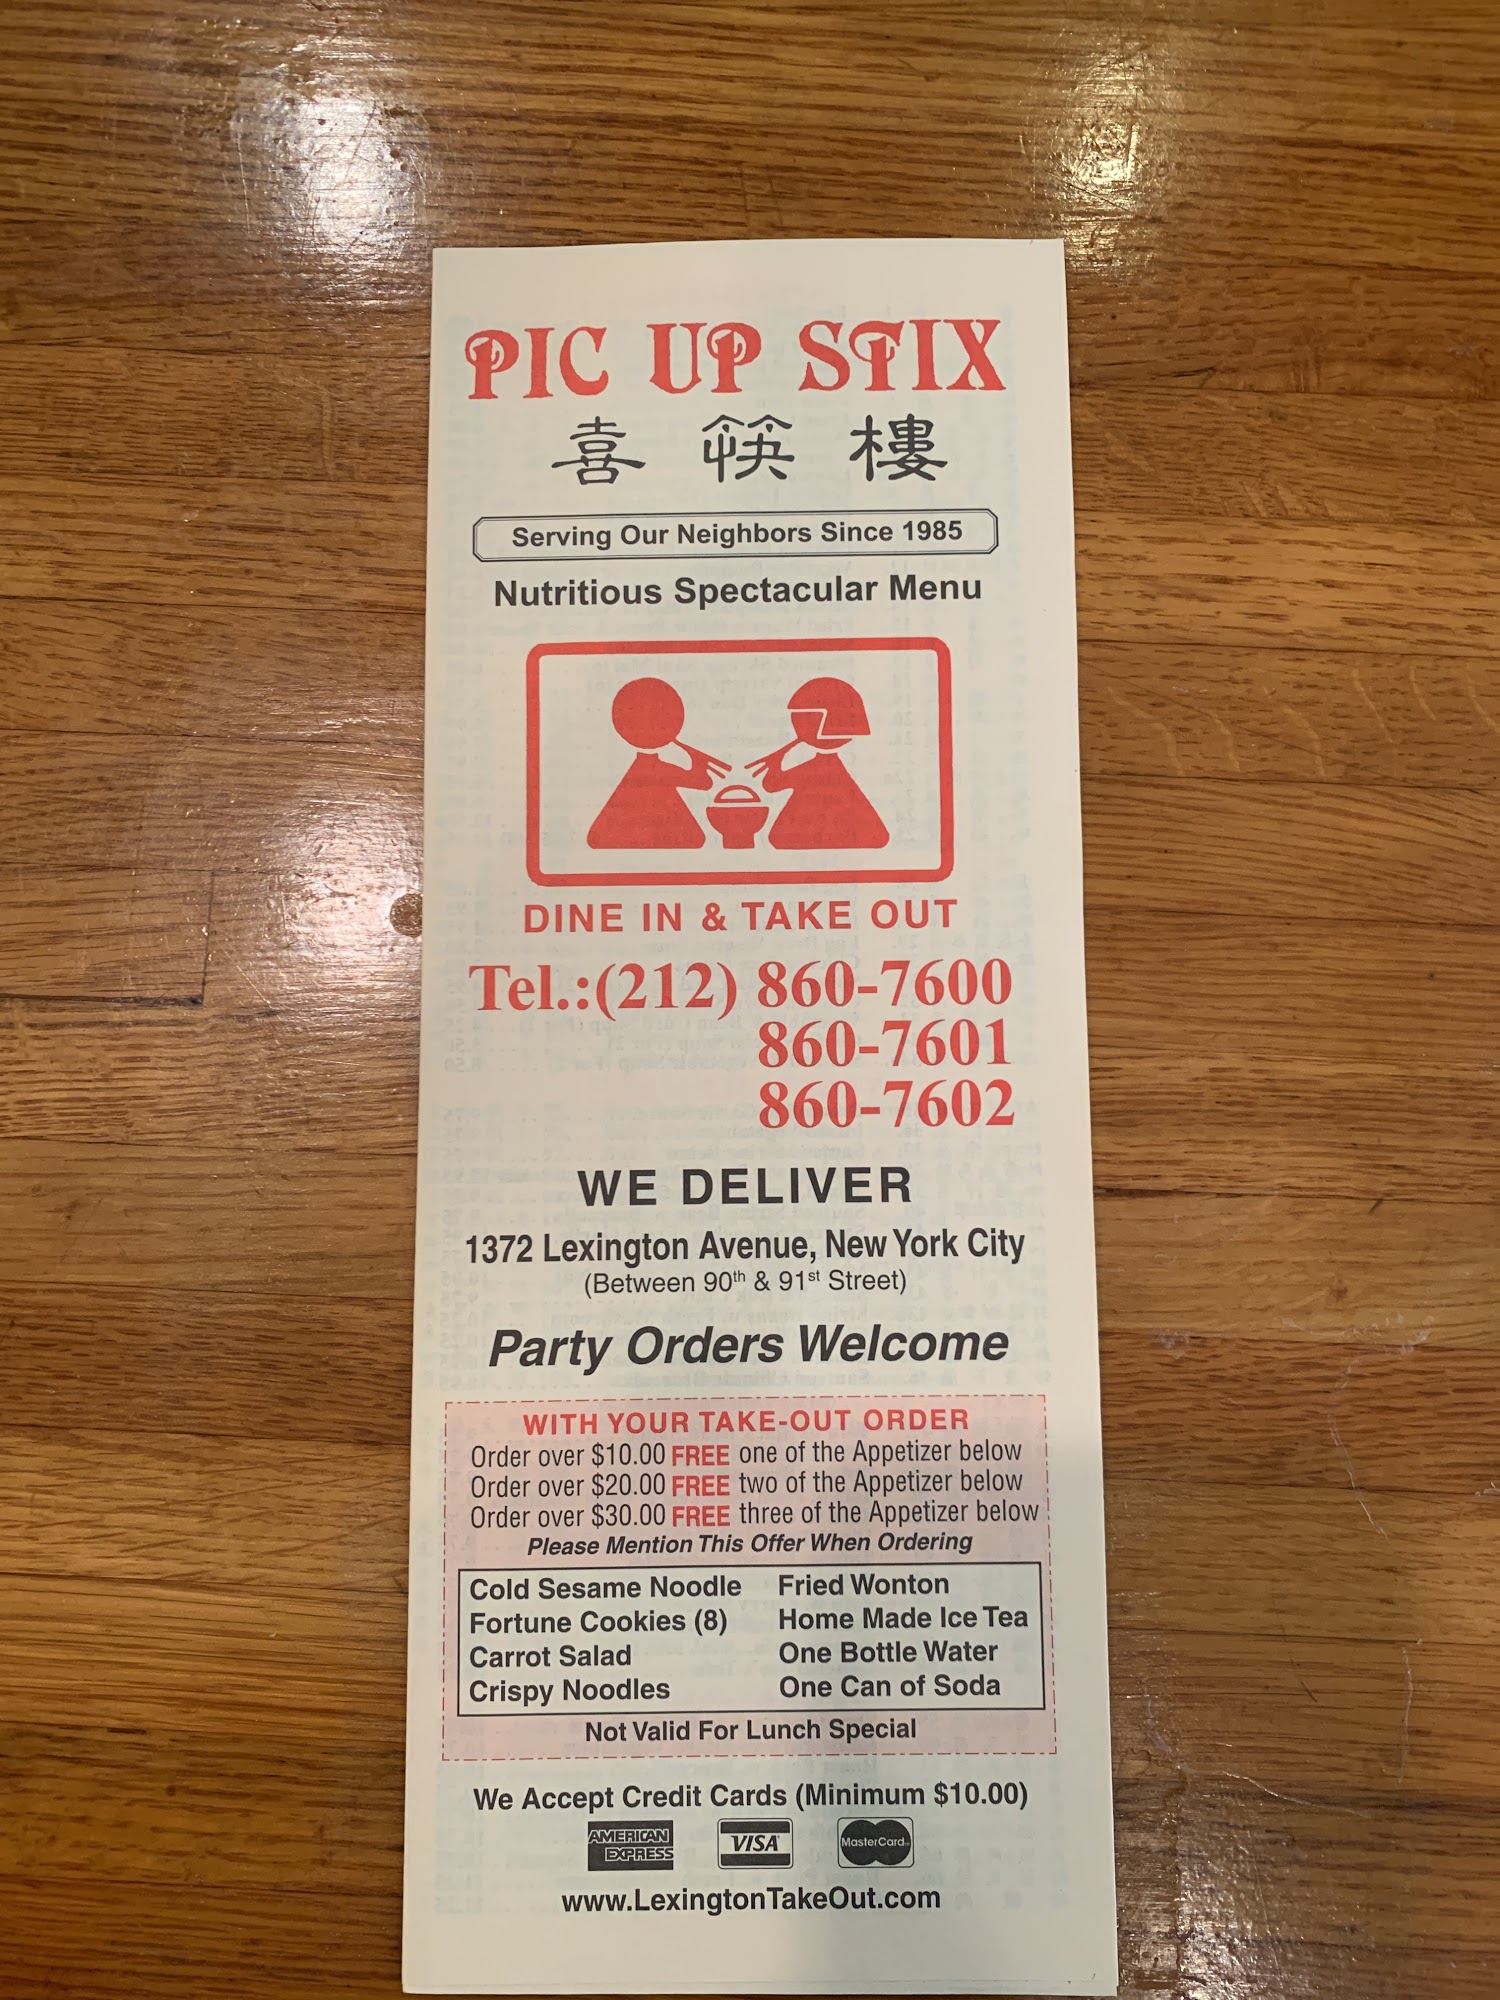 PIC UP STIX
喜筷樓
Serving Our Neighbors Since 1985
Nutritious Spectacular Menu
DINE IN & TAKE OUT
Tel.:(212) 860-7600
860-7601
860-7602
WE DELIVER
1372 Lexington Avenue, New York City
(Between 90th & 91st Street)
Party Orders Welcome
WITH YOUR TAKE-OUT ORDER
Order over $10.00 FREE one of the Appetizer below
Order over $20.00 FREE two of the Appetizer below
Order over $30.00 FREE three of the Appetizer below
Please Mention This Offer When Ordering
Cold Sesame Noodle Fried Wonton
Fortune Cookies (8) Home Made Ice Tea
Carrot Salad One Bottle Water
Crispy Noodles One Can of Soda
Not Valid For Lunch Special
We Accept Credit Cards (Minimum $10.00)
AMERICAN EXPRESS VISA MasterCard
www.LexingtonTakeOut.com